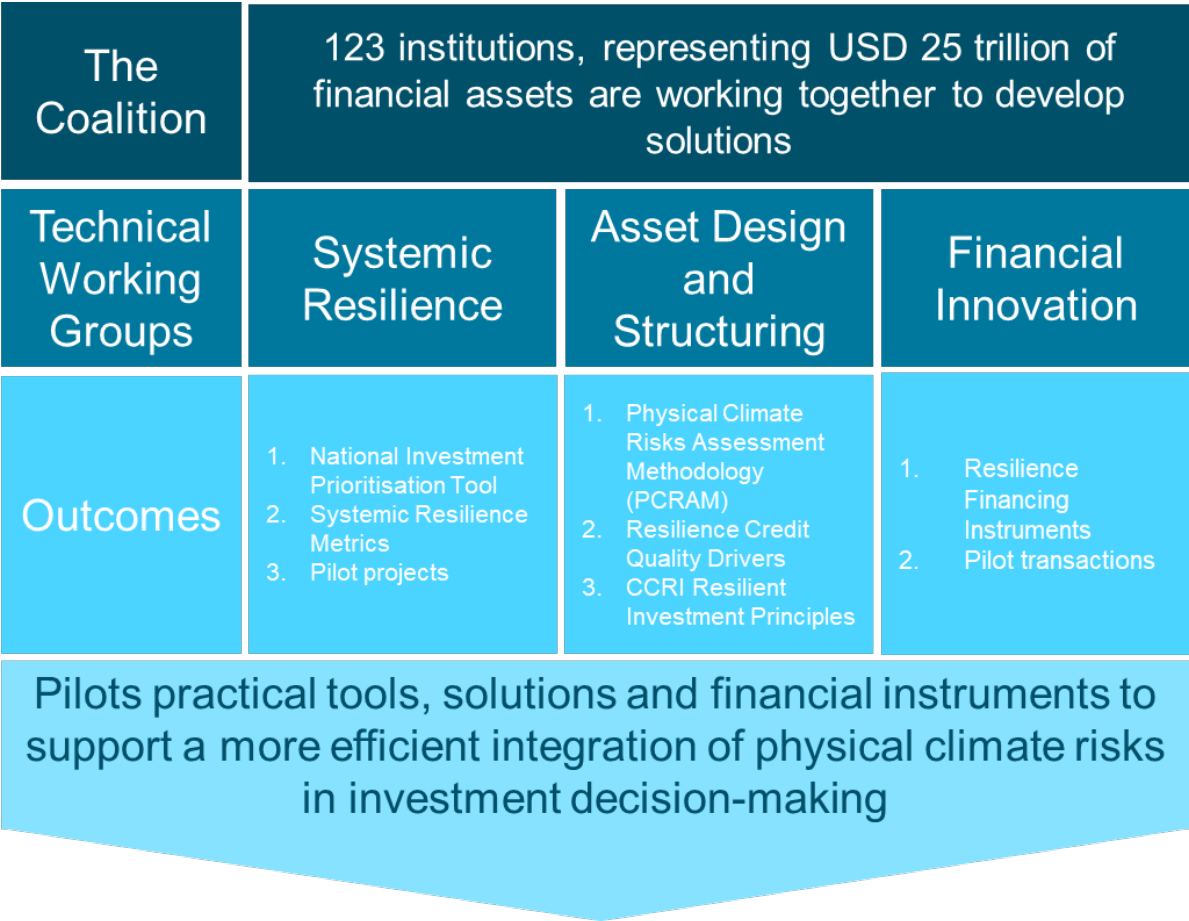 The
Coalition
123 institutions, representing USD 25 trillion of
financial assets are working together to develop
solutions
Technical
Working
Groups
Systemic
Resilience
Asset Design
and
Structuring
Financial
Innovation
Outcomes
1. National Investment
Prioritisation Tool
2. Systemic Resilience
Metrics
3. Pilot projects
1. Physical Climate
Risks Assessment
Methodology
(PCRAM)
2. Resilience Credit
Quality Drivers
3. CCRI Resilient
Investment Principles
1. Resilience
Financing
Instruments
2. Pilot transactions
Pilots practical tools, solutions and financial instruments to
support a more efficient integration of physical climate risks
in investment decision-making